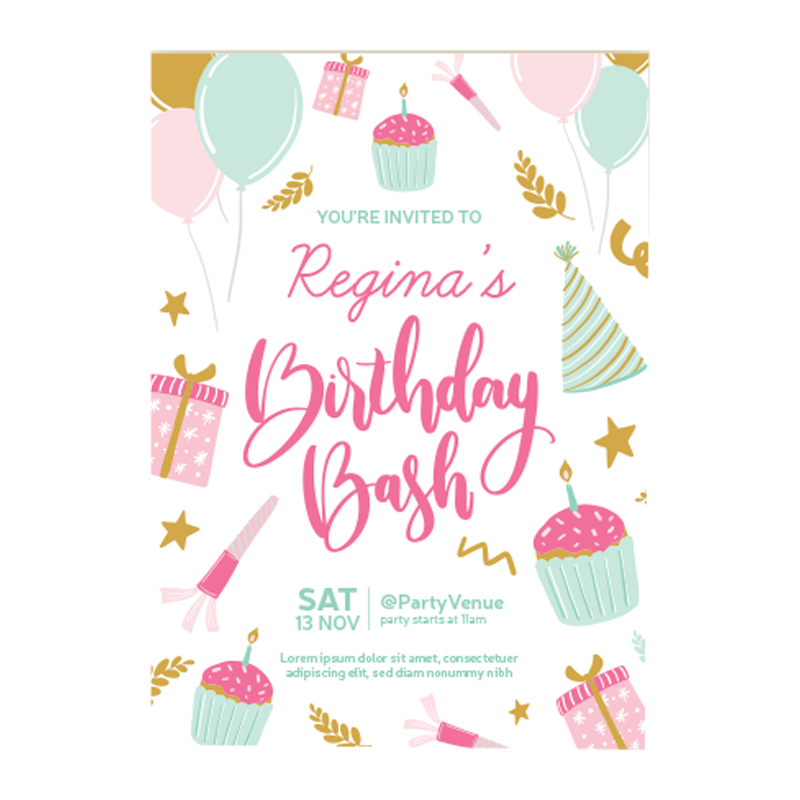 YOU'RE INVITED TO
Regina's
Birthday
Bash
SAT
13 NOV
@PartyVenue
party starts at 11am
Lorem ipsum dolor sit amet, consectetuer
adipiscing elit, sed diam nonummy nibh